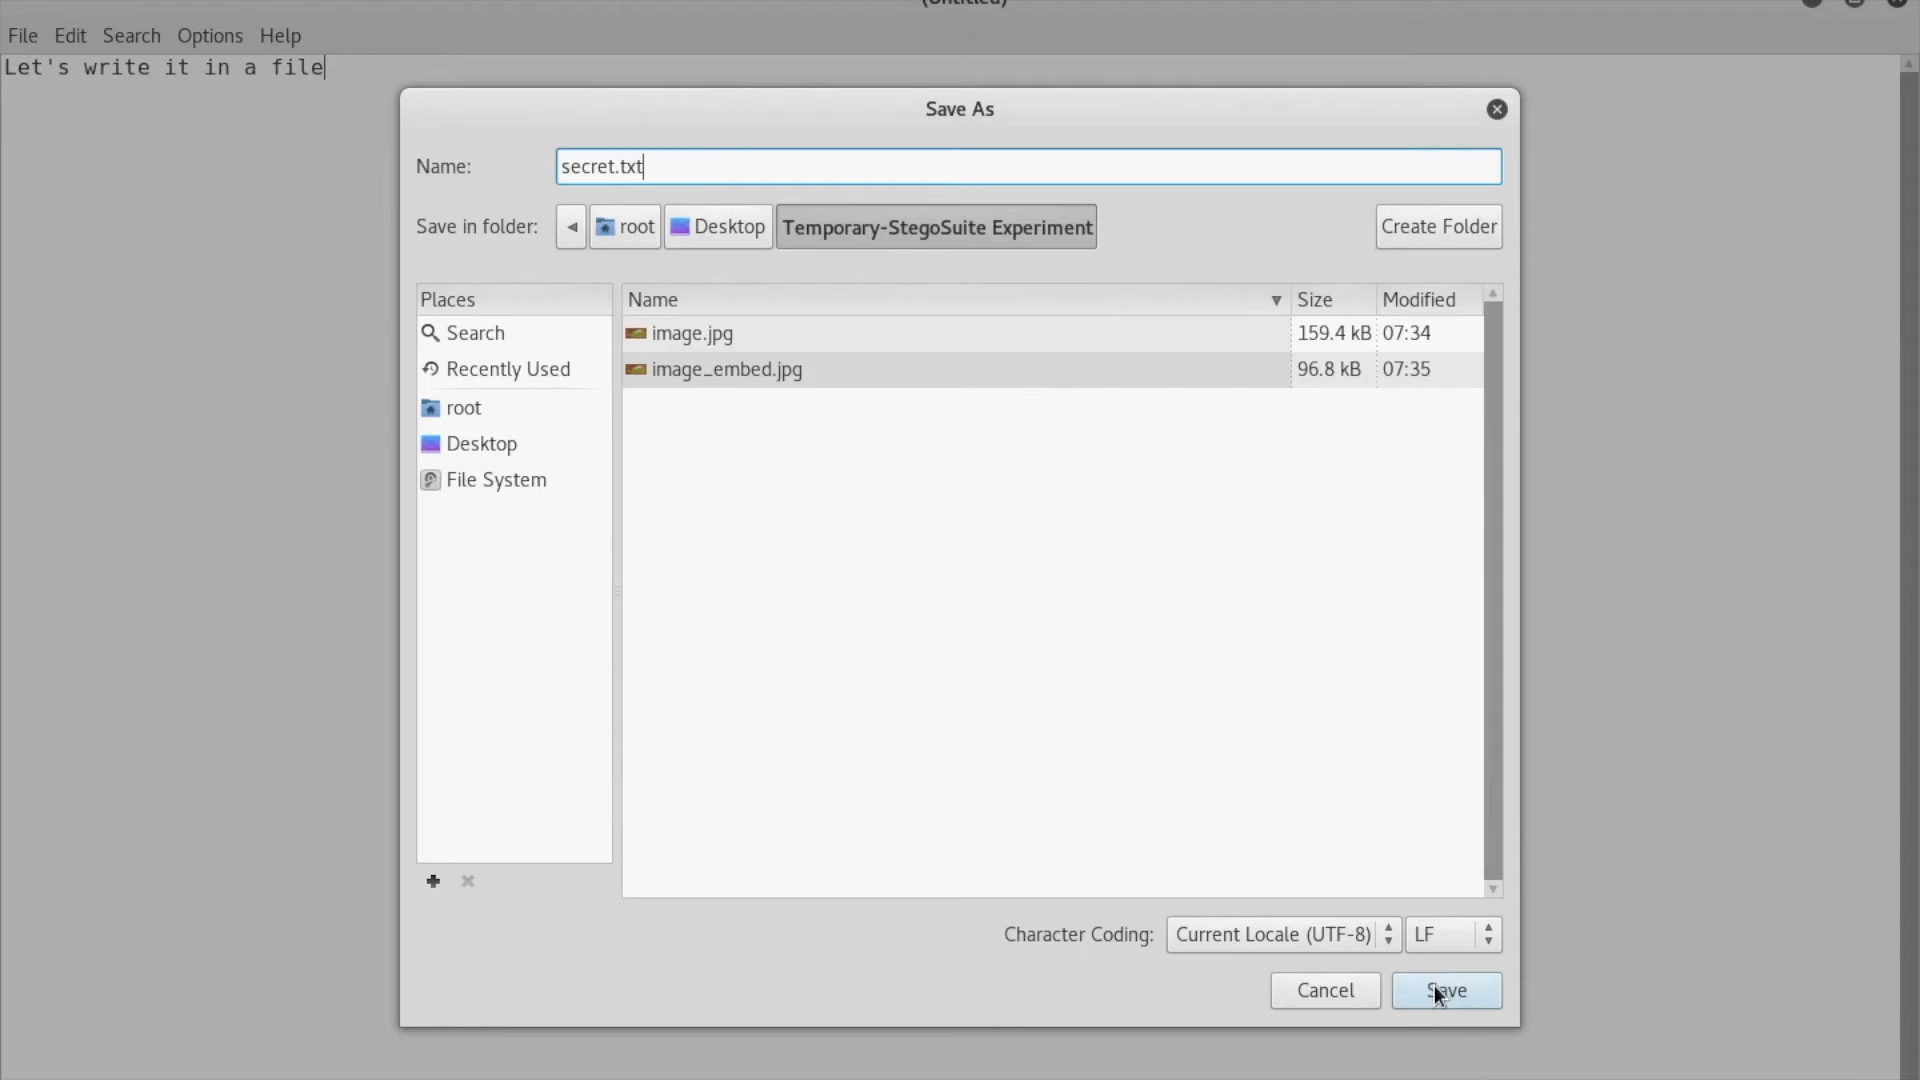 (Untitled)
File Edit Search Options Help
Let's write it in a file
Save As
Name: secret.txt
Save in folder: root Desktop Temporary-StegoSuite Experiment Create Folder
Places Name Size Modified
Search image.jpg 159.4 kB 07:34
Recently Used image_embed.jpg 96.8 kB 07:35
root
Desktop
File System
Character Coding: Current Locale (UTF-8) LF
Cancel Save